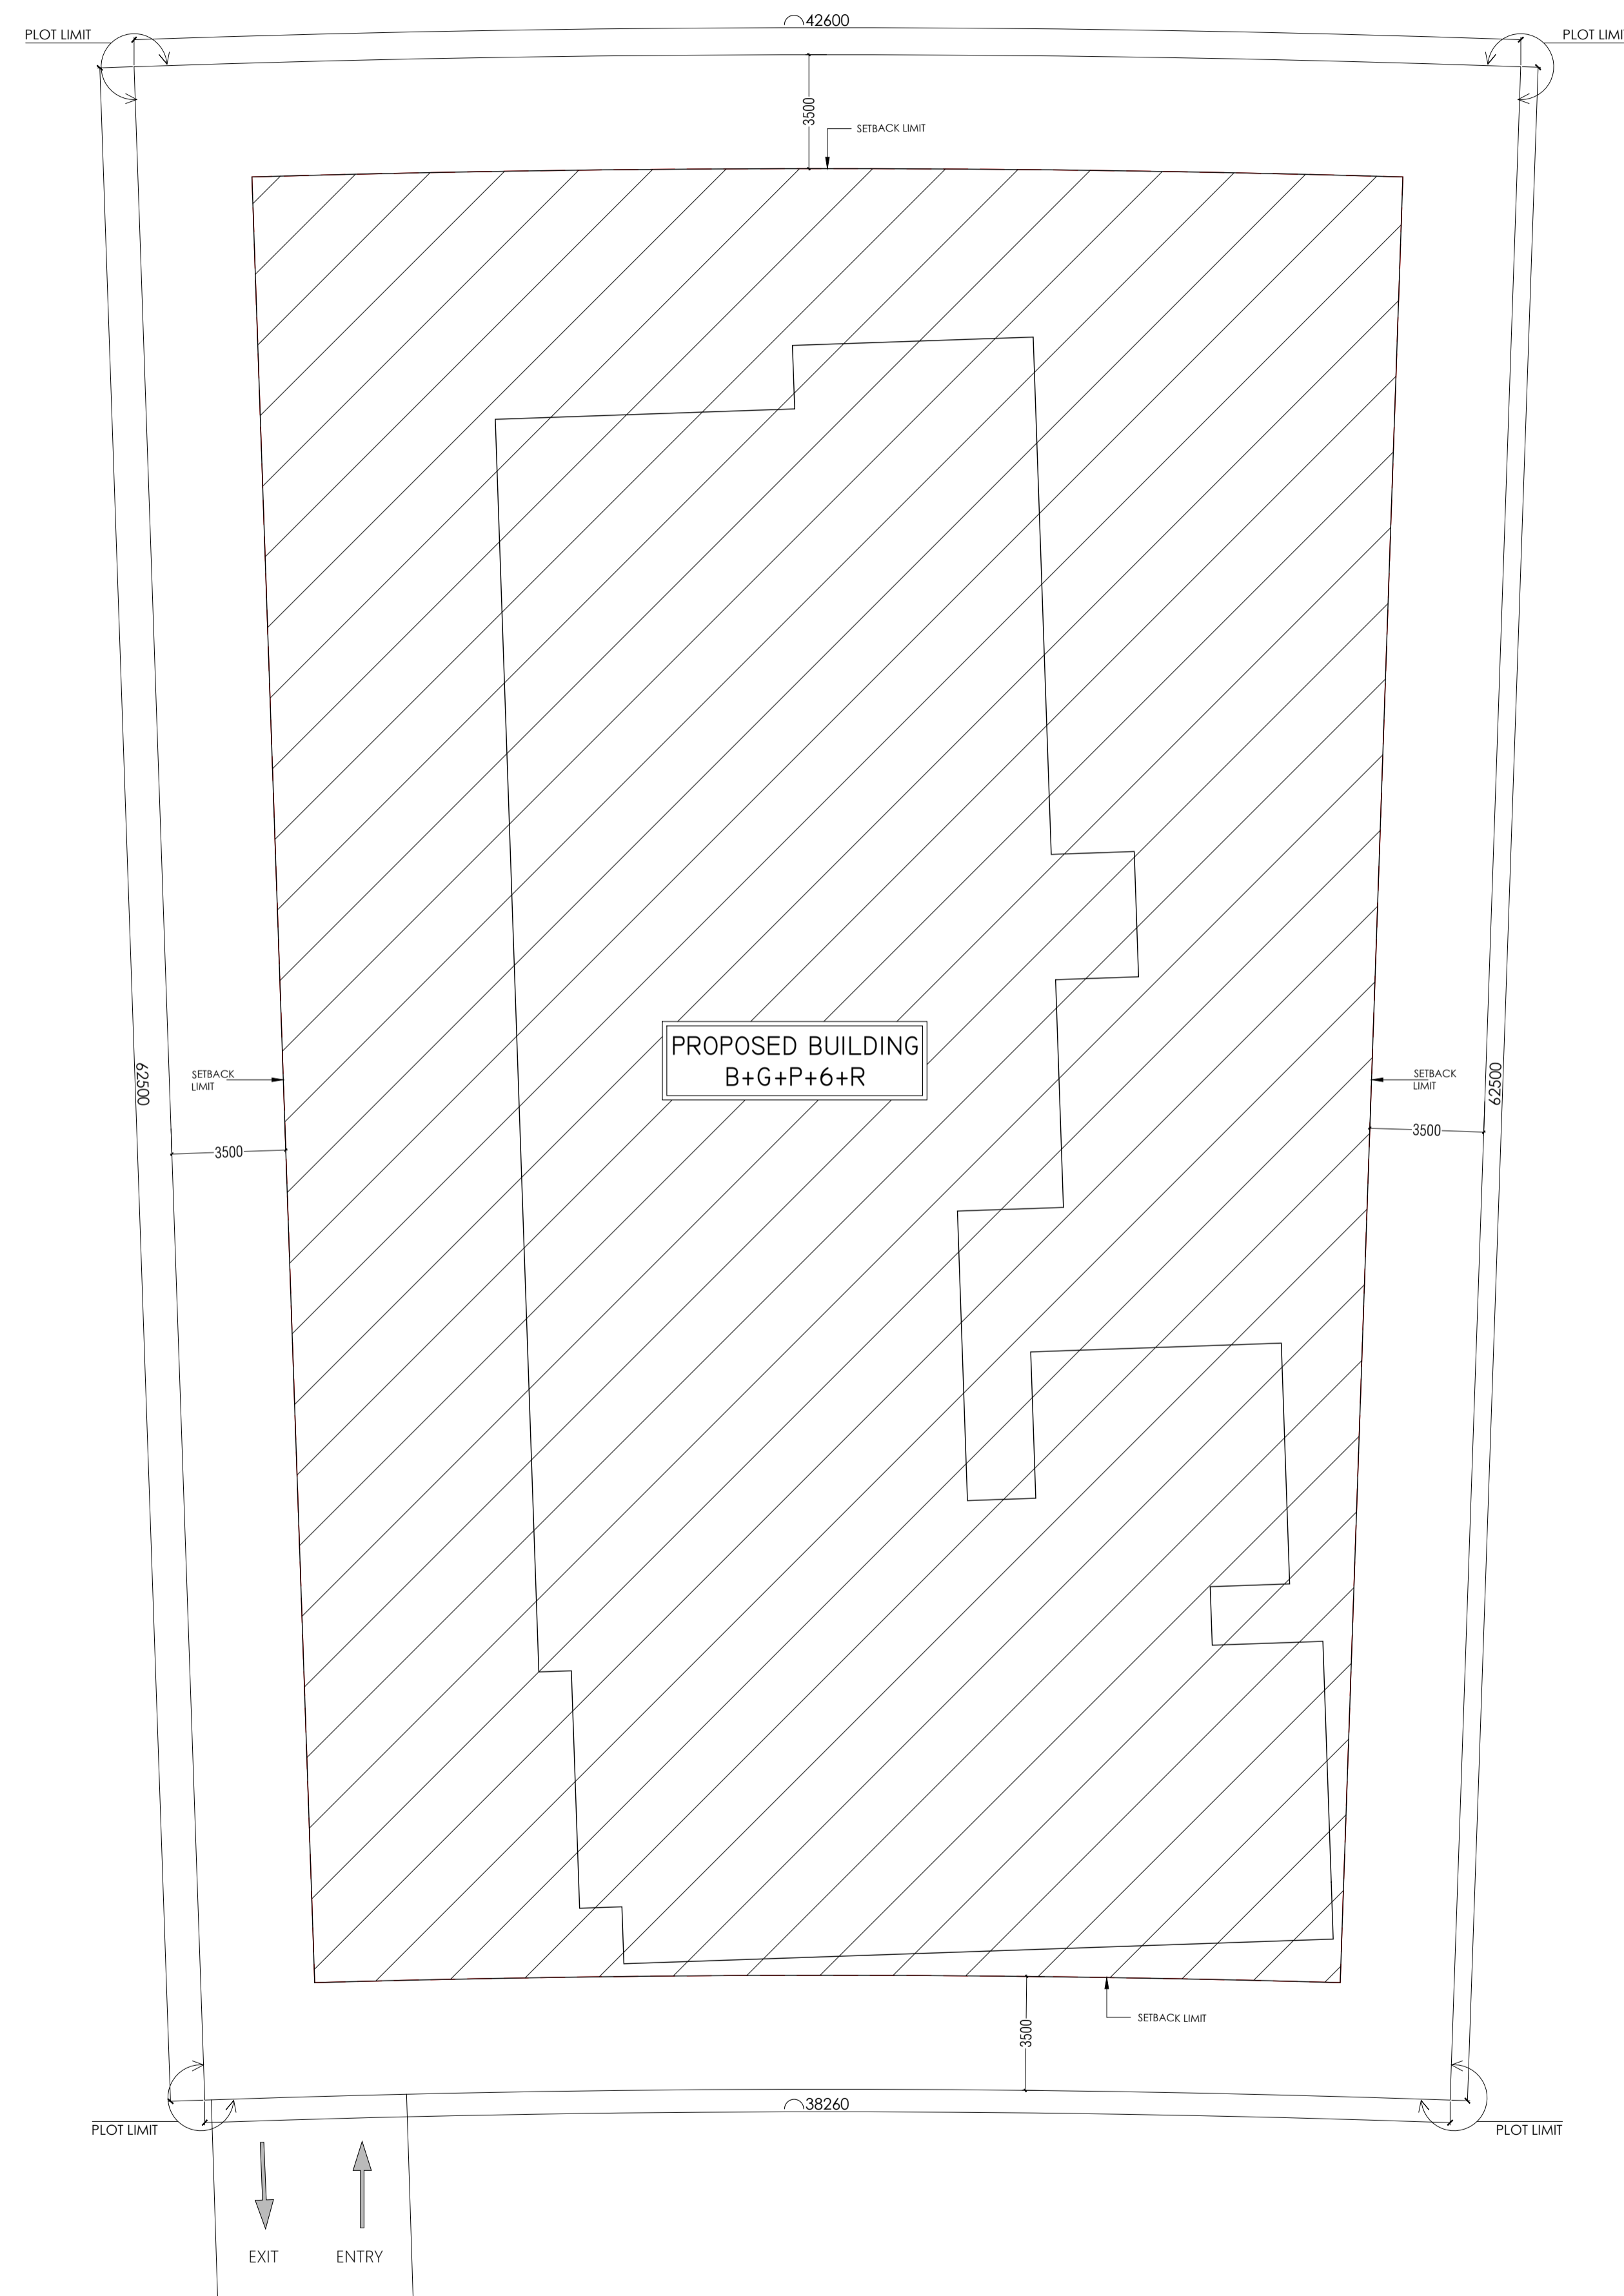 ⌒42600
PLOT LIMIT
PLOT LIMI
3500
SETBACK LIMIT
PROPOSED BUILDING
B+G+P+6+R
62500
SETBACK
LIMIT
SETBACK
LIMIT
62500
3500
3500
3500
SETBACK LIMIT
⌒38260
PLOT LIMIT
PLOT LIMIT
EXIT
ENTRY